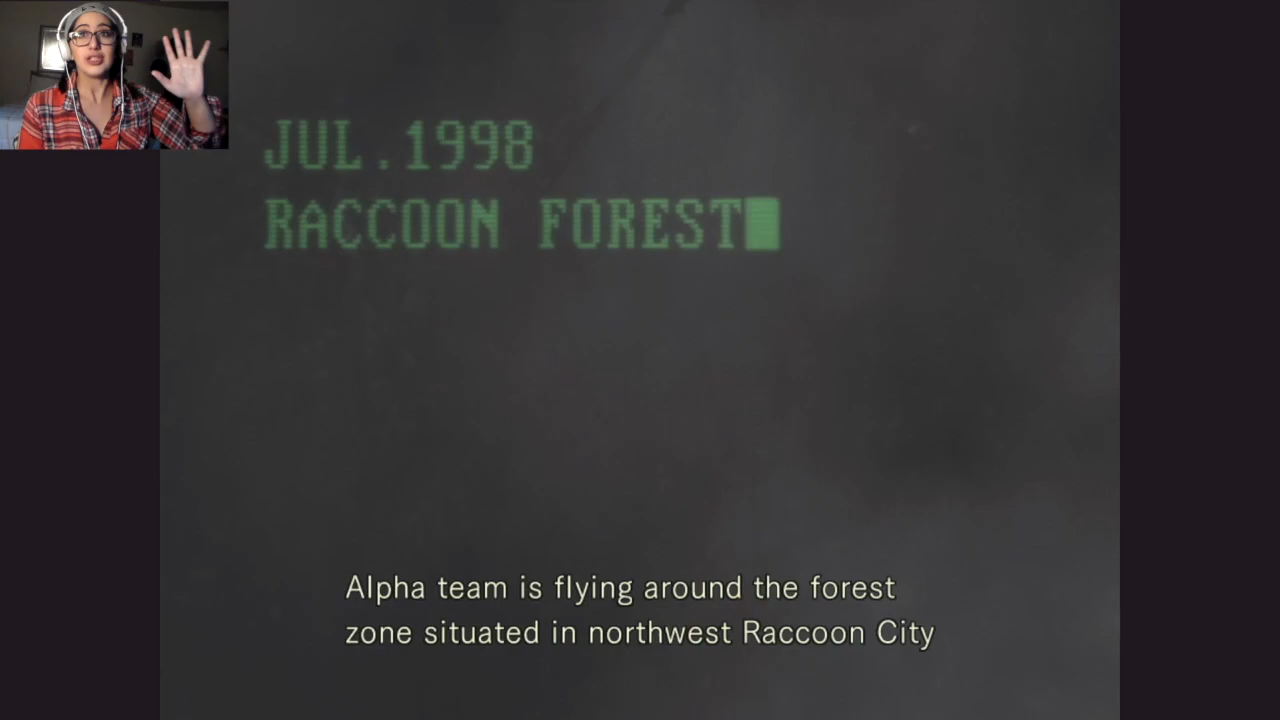 JUL.1998
RACCOON FOREST
Alpha team is flying around the forest
zone situated in northwest Raccoon City